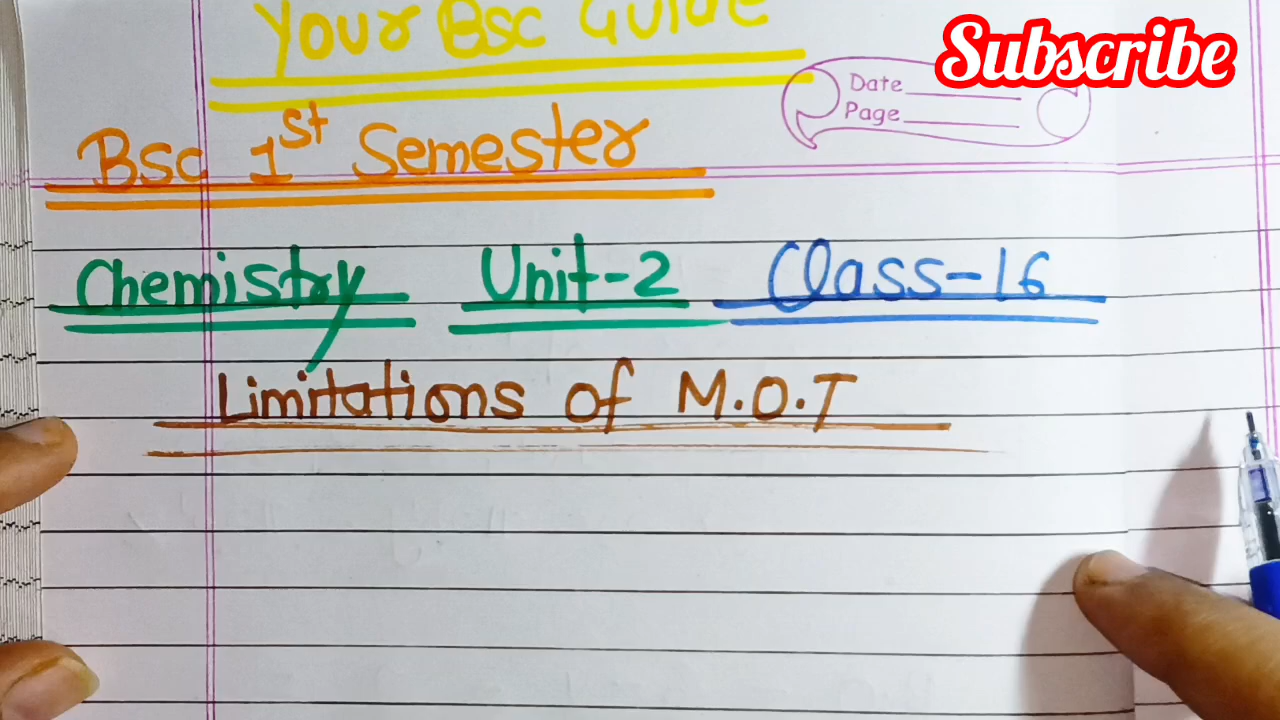 Your Bsc Guide
Subscribe
Date
Page
Bsc 1st Semester
Chemistry Unit-2 Class-16
Limitations of M.O.T